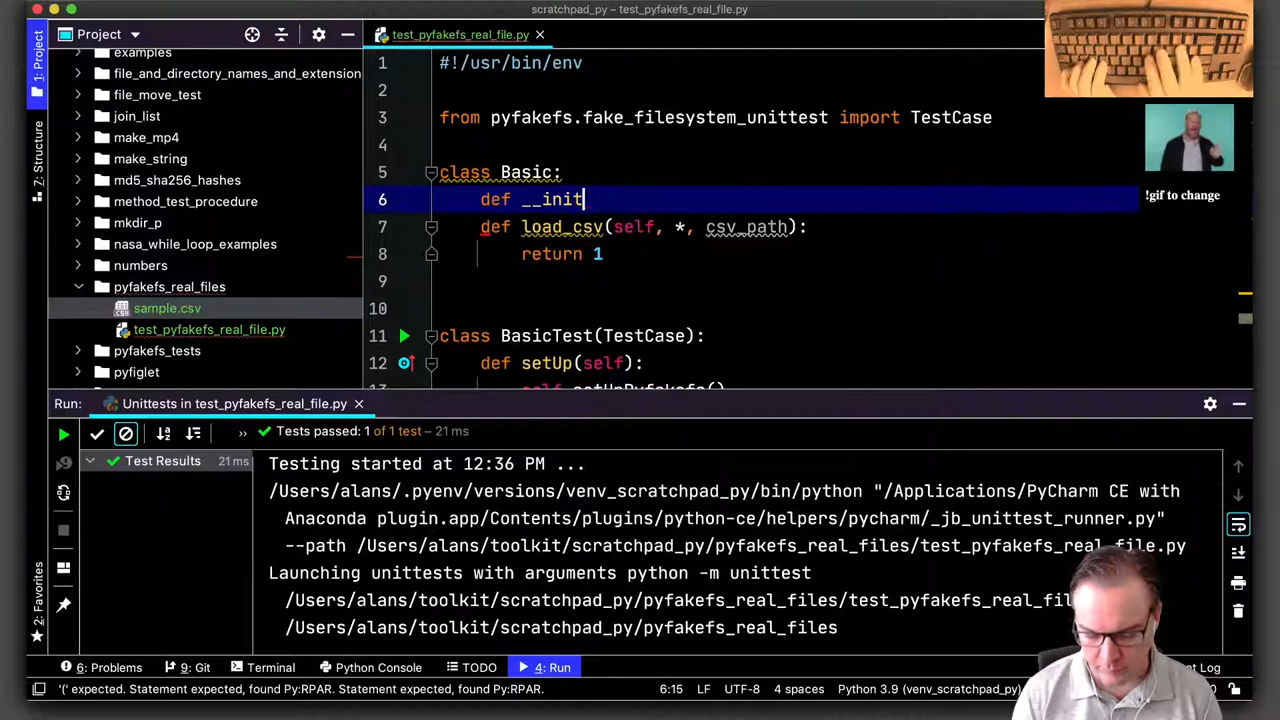 scratchpad_py – test_pyfakefs_real_file.py
Project
test_pyfakefs_real_file.py
1: Project
7: Structure
2: Favorites
examples
file_and_directory_names_and_extension
file_move_test
join_list
make_mp4
make_string
md5_sha256_hashes
method_test_procedure
mkdir_p
nasa_while_loop_examples
numbers
pyfakefs_real_files
sample.csv
test_pyfakefs_real_file.py
pyfakefs_tests
pyfiglet
1 #!/usr/bin/env
2
3 from pyfakefs.fake_filesystem_unittest import TestCase
4
5 class Basic:
6 def __init
7 def load_csv(self, *, csv_path):
8 return 1
9
10
11 class BasicTest(TestCase):
12 def setUp(self):
13 self.setUpPyfakefs()
!gif to change
Run: Unittests in test_pyfakefs_real_file.py
Tests passed: 1 of 1 test – 21 ms
Test Results 21 ms
Testing started at 12:36 PM ...
/Users/alans/.pyenv/versions/venv_scratchpad_py/bin/python "/Applications/PyCharm CE with
Anaconda plugin.app/Contents/plugins/python-ce/helpers/pycharm/_jb_unittest_runner.py"
--path /Users/alans/toolkit/scratchpad_py/pyfakefs_real_files/test_pyfakefs_real_file.py
Launching unittests with arguments python -m unittest
/Users/alans/toolkit/scratchpad_py/pyfakefs_real_files/test_pyfakefs_real_fil
/Users/alans/toolkit/scratchpad_py/pyfakefs_real_files
6: Problems 9: Git Terminal Python Console TODO 4: Run nt Log
'(' expected. Statement expected, found Py:RPAR. Statement expected, found Py:RPAR. 6:15 LF UTF-8 4 spaces Python 3.9 (venv_scratchpad_py)